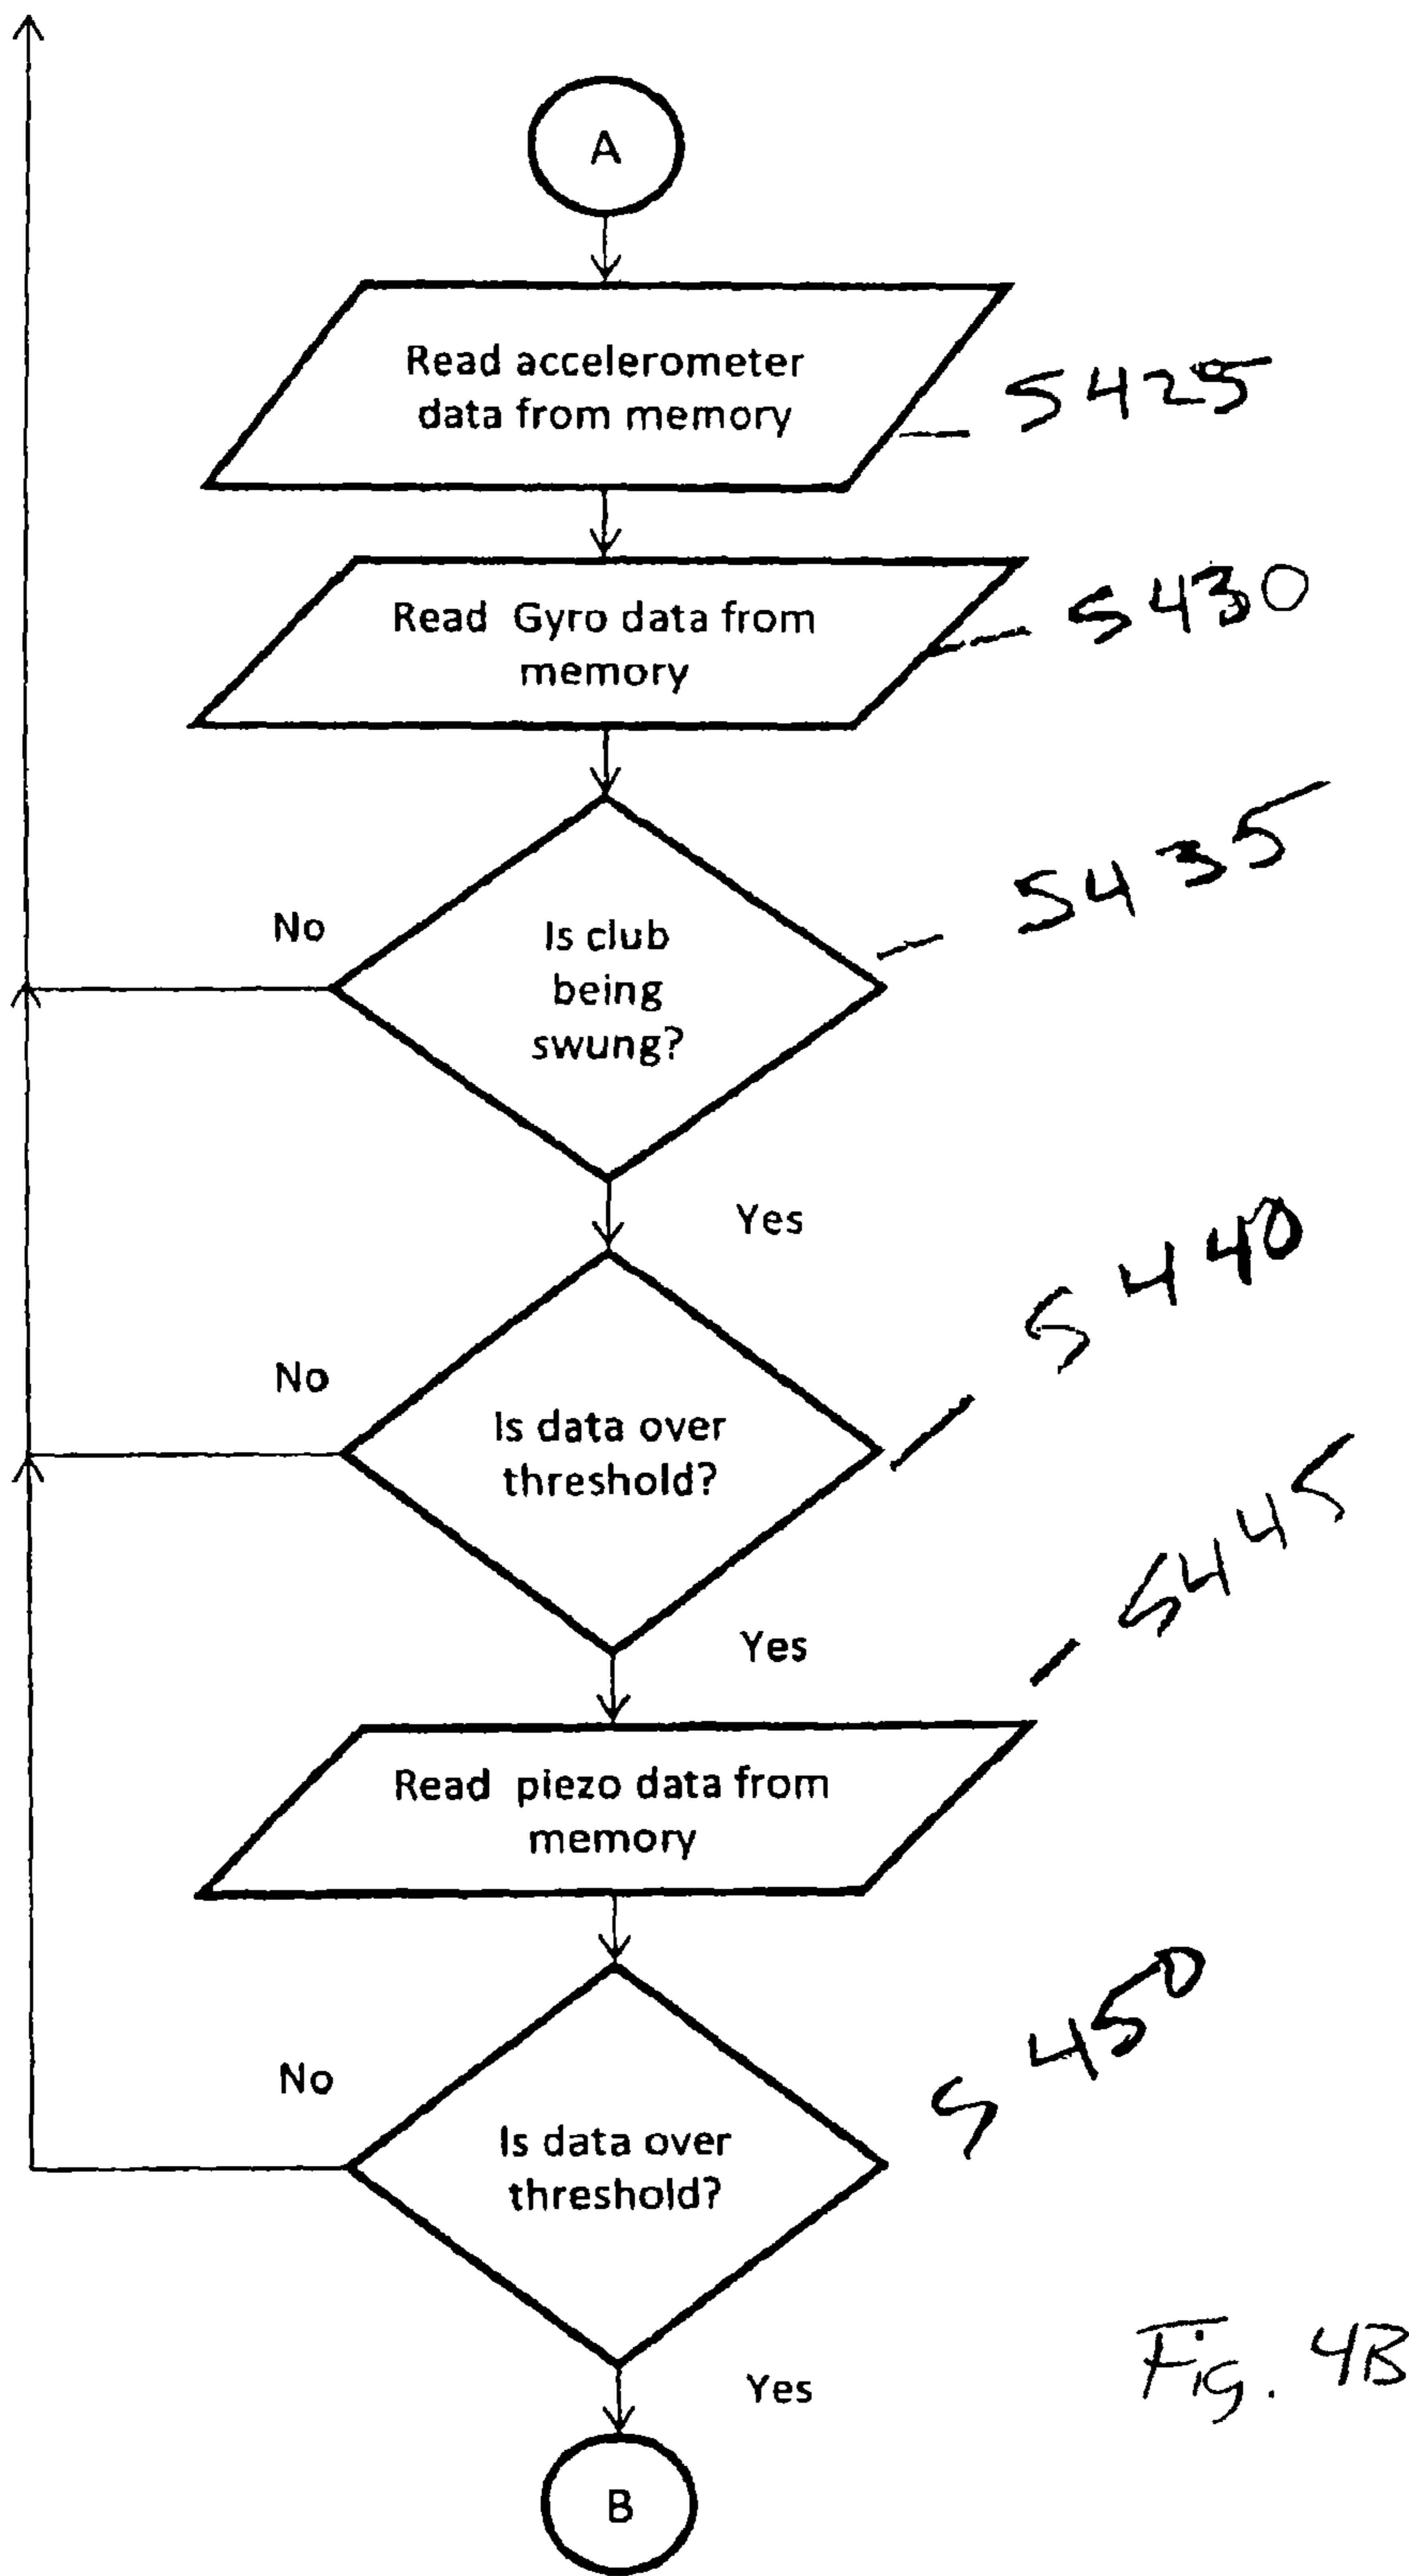 A
Read accelerometer
data from memory
S425
Read Gyro data from
memory
S430
Is club
being
swung?
S435
No
Yes
Is data over
threshold?
S440
No
Yes
Read piezo data from
memory
S445
Is data over
threshold?
S450
No
Yes
B
Fig. 4B